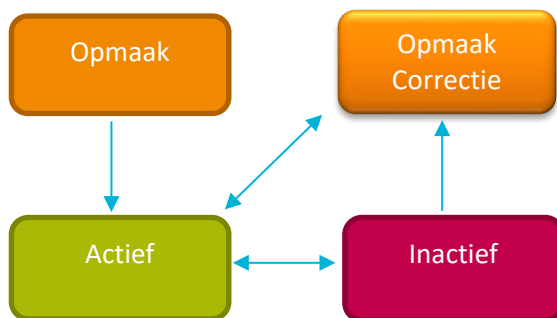 Opmaak
Opmaak
Correctie
Actief
Inactief